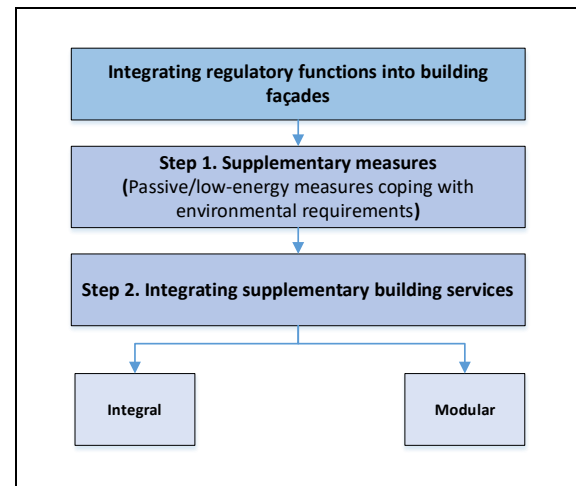 Integrating regulatory functions into building
façades
Step 1. Supplementary measures
(Passive/low-energy measures coping with
environmental requirements)
Step 2. Integrating supplementary building services
Integral
Modular